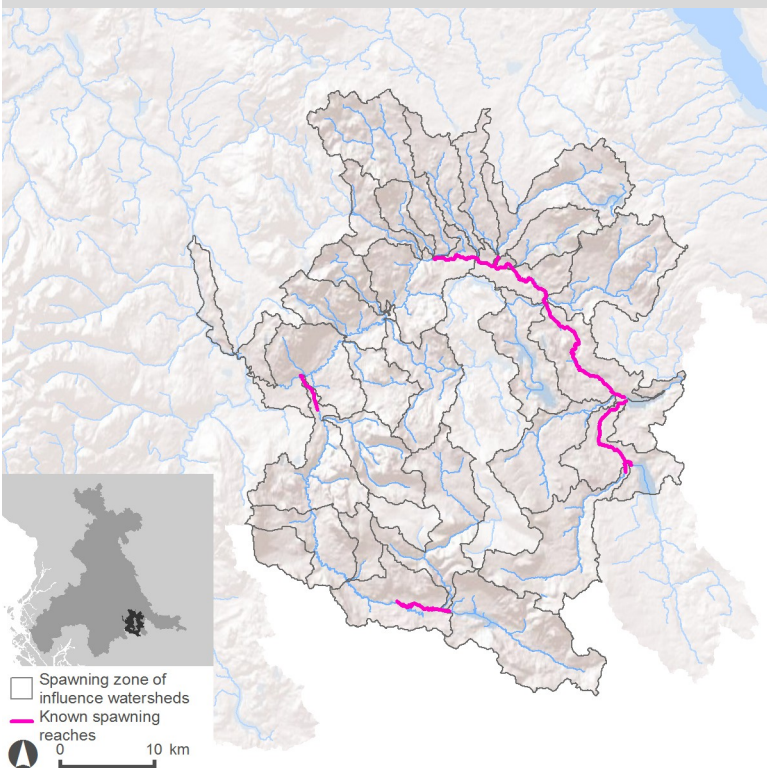 Spawning zone of
influence watersheds
Known spawning
reaches
0 10 km